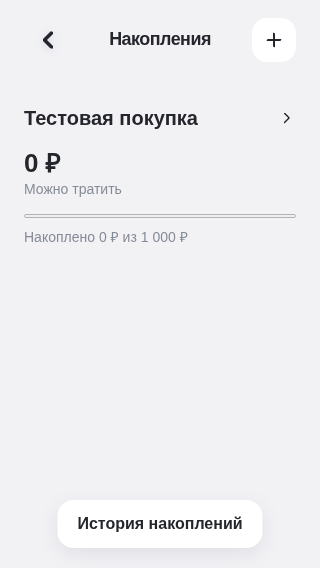 Накопления
Тестовая покупка
0 ₽
Можно тратить
Накоплено 0 ₽ из 1 000 ₽
История накоплений